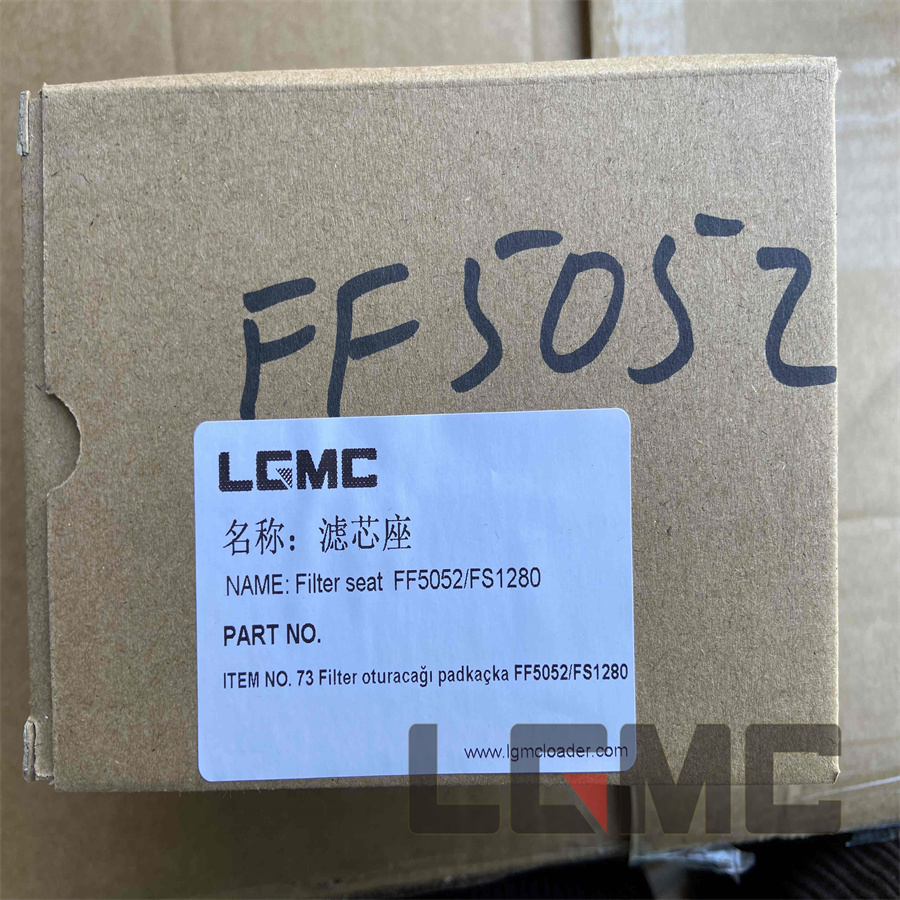 FF5052
LGMC
名称：滤芯座
NAME: Filter seat FF5052/FS1280
PART NO.
ITEM NO. 73 Filter oturacağı padkaçka FF5052/FS1280
www.lgmcloader.com
LGMC